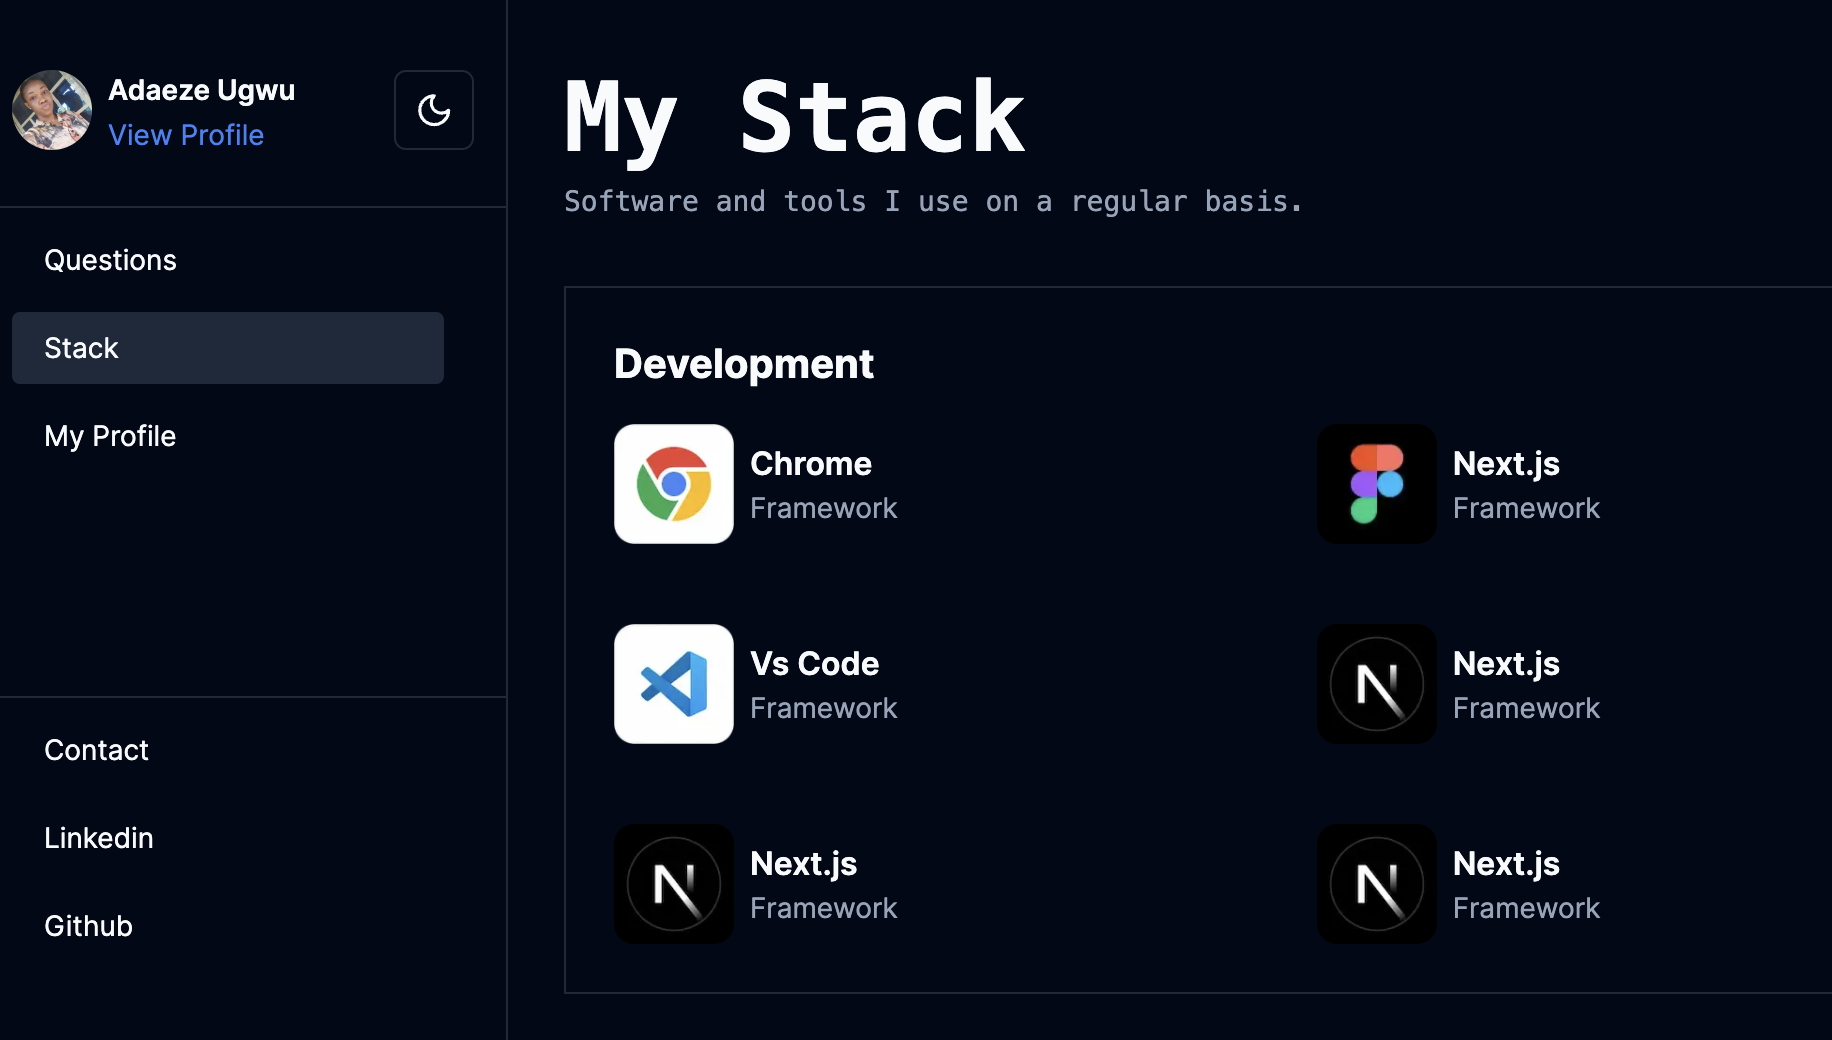 Adaeze Ugwu
View Profile
Questions
Stack
My Profile
Contact
Linkedin
Github
My Stack
Software and tools I use on a regular basis.
Development
Chrome
Framework
Next.js
Framework
Vs Code
Framework
Next.js
Framework
Next.js
Framework
Next.js
Framework